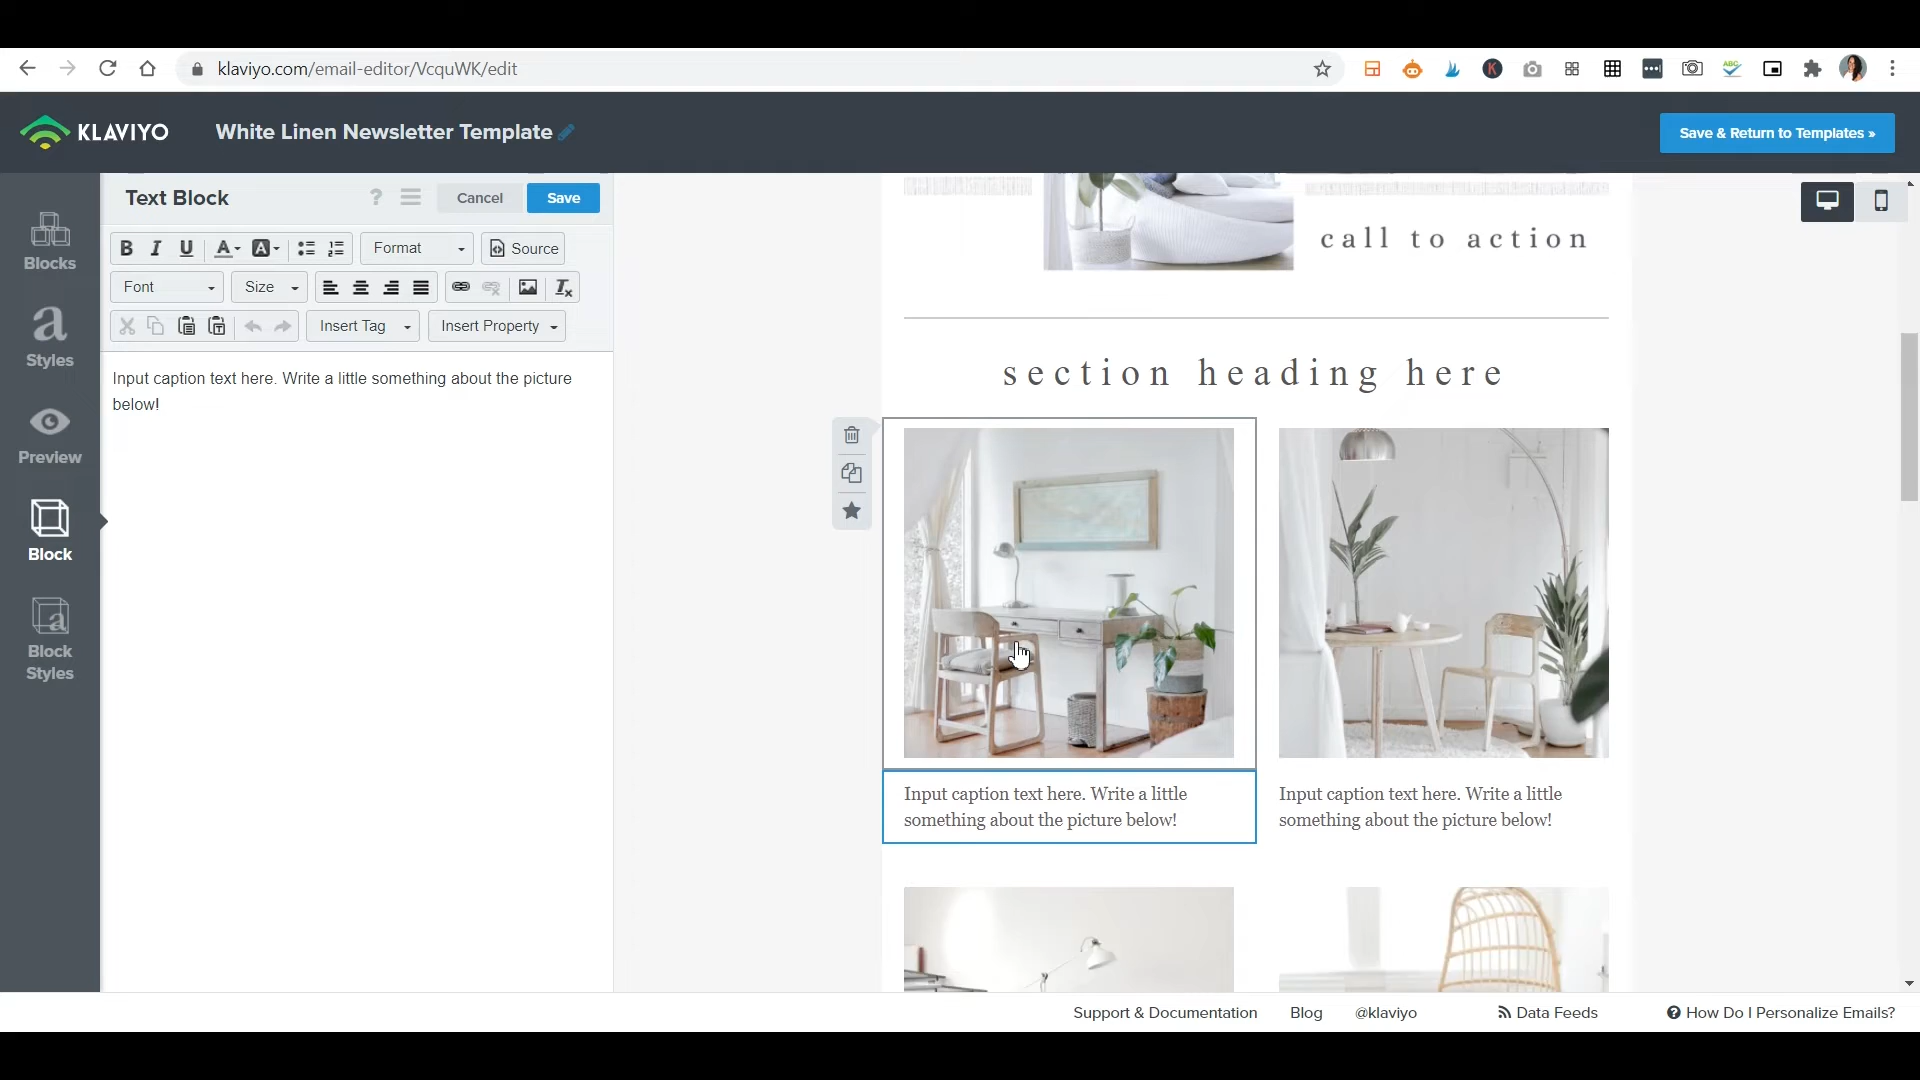 klaviyo.com/email-editor/VcquWK/edit
K
ABC
KLAVIYO
White Linen Newsletter Template
Save & Return to Templates »
Text Block
?
Cancel
Save
B I U A A Format Source
Font Size
Insert Tag Insert Property
Input caption text here. Write a little something about the picture
below!
Blocks
a
Styles
Preview
Block
a
Block
Styles
call to action
section heading here
Input caption text here. Write a little
something about the picture below!
Input caption text here. Write a little
something about the picture below!
Support & Documentation
Blog
@klaviyo
Data Feeds
How Do I Personalize Emails?